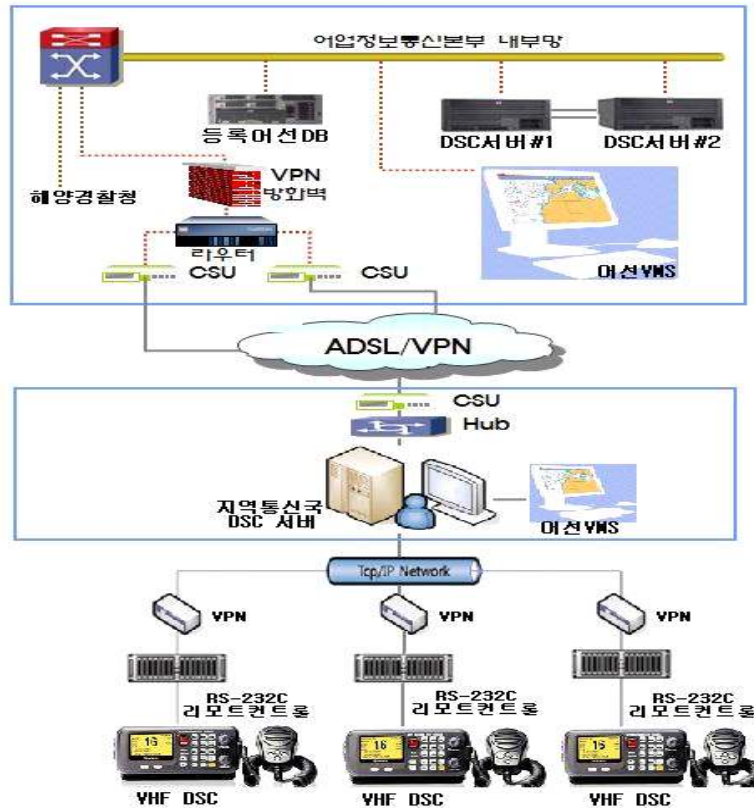 어업정보통신본부 내부망
등록어선DB
DSC서버#1
DSC서버#2
해양경찰청
VPN
방화벽
라우터
CSU
CSU
어선VMS
ADSL/VPN
CSU
Hub
지역통신국
DSC 서버
어선VMS
Tcp/IP Network
VPN
VPN
VPN
RS-232C
리모트컨트롤
RS-232C
리모트컨트롤
RS-232C
리모트컨트롤
16
16
16
VHF DSC
VHF DSC
VHF DSC